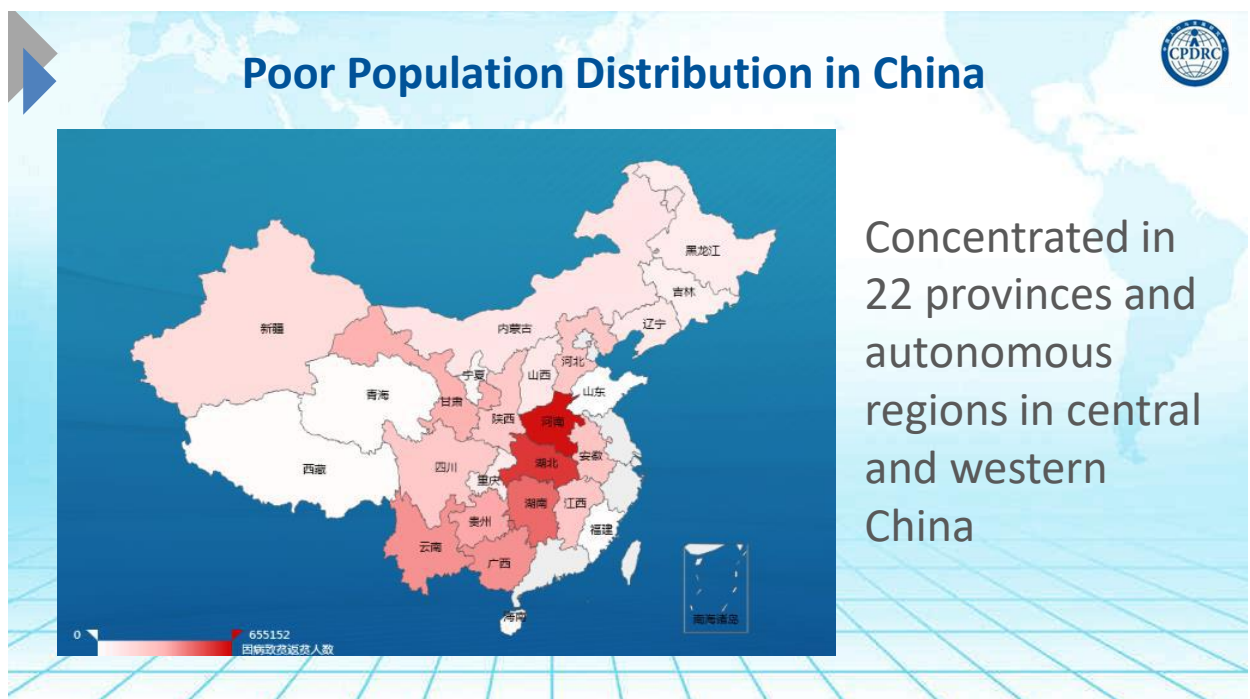 Poor Population Distribution in China
CPDRC
黑龙江
吉林
辽宁
新疆
内蒙古
河北
宁夏
山西
山东
青海
甘肃
陕西
河南
西藏
四川
重庆
湖北
安徽
湖南
江西
贵州
福建
云南
广西
海南
南海诸岛
0
655152
因病致贫返贫人数
Concentrated in
22 provinces and
autonomous
regions in central
and western
China